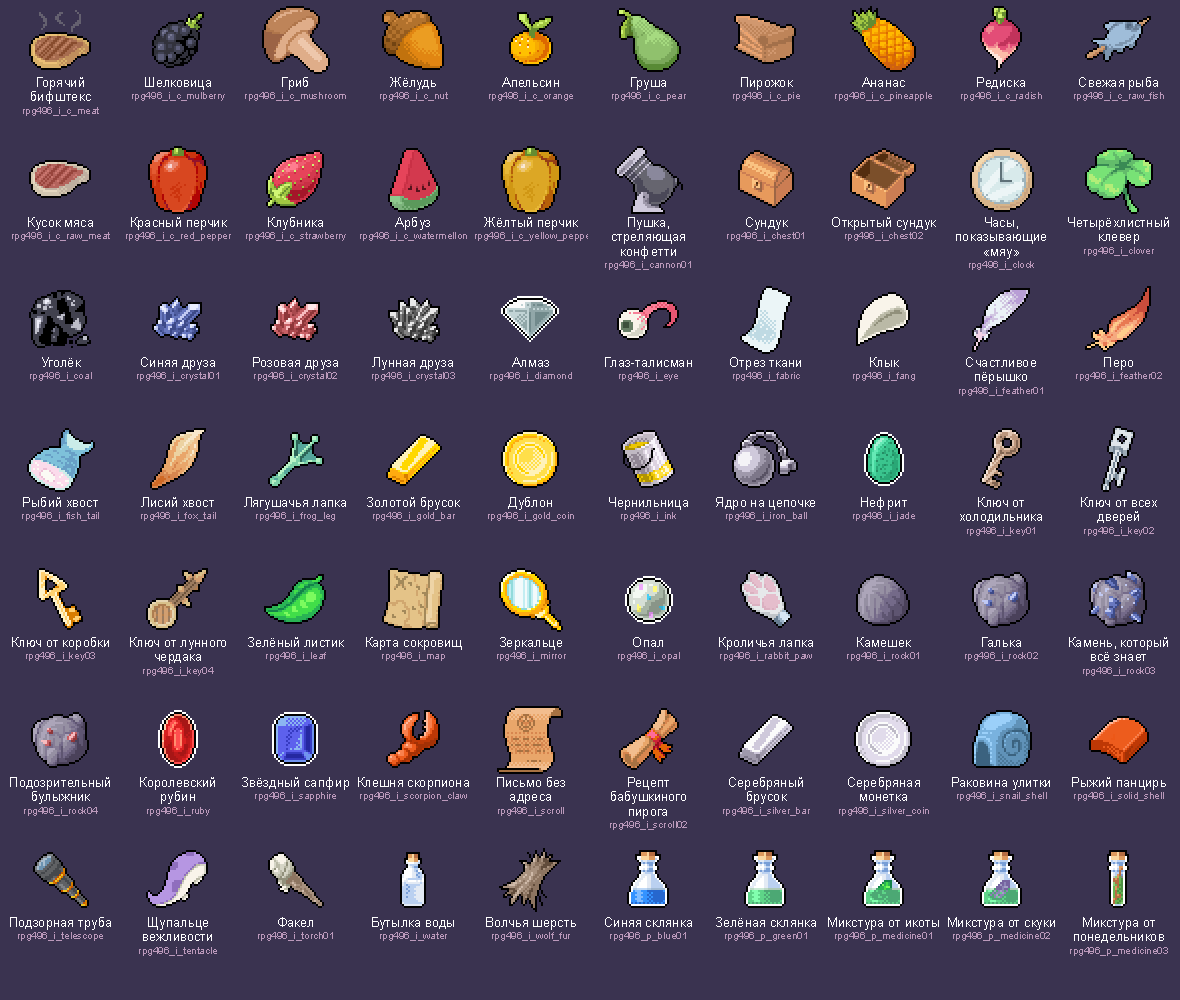 Горячий
бифштекс
rpg496_i_c_meat
Шелковица
rpg496_i_c_mulberry
Гриб
rpg496_i_c_mushroom
Жёлудь
rpg496_i_c_nut
Апельсин
rpg496_i_c_orange
Груша
rpg496_i_c_pear
Пирожок
rpg496_i_c_pie
Ананас
rpg496_i_c_pineapple
Редиска
rpg496_i_c_radish
Свежая рыба
rpg496_i_c_raw_fish
Кусок мяса
rpg496_i_c_raw_meat
Красный перчик
rpg496_i_c_red_pepper
Клубника
rpg496_i_c_strawberry
Арбуз
rpg496_i_c_watermelon
Жёлтый перчик
rpg496_i_c_yellow_peppe
Пушка,
стреляющая
конфетти
rpg496_i_cannon01
Сундук
rpg496_i_chest01
Открытый сундук
rpg496_i_chest02
Часы,
показывающие
«мяу»
rpg496_i_clock
Четырёхлистный
клевер
rpg496_i_clover
Уголёк
rpg496_i_coal
Синяя друза
rpg496_i_crystal01
Розовая друза
rpg496_i_crystal02
Лунная друза
rpg496_i_crystal03
Алмаз
rpg496_i_diamond
Глаз-талисман
rpg496_i_eye
Отрез ткани
rpg496_i_fabric
Клык
rpg496_i_fang
Счастливое
пёрышко
rpg496_i_feather01
Перо
rpg496_i_feather02
Рыбий хвост
rpg496_i_fish_tail
Лисий хвост
rpg496_i_fox_tail
Лягушачья лапка
rpg496_i_frog_leg
Золотой брусок
rpg496_i_gold_bar
Дублон
rpg496_i_gold_coin
Чернильница
rpg496_i_ink
Ядро на цепочке
rpg496_i_iron_ball
Нефрит
rpg496_i_jade
Ключ от
холодильника
rpg496_i_key01
Ключ от всех
дверей
rpg496_i_key02
Ключ от коробки
rpg496_i_key03
Ключ от лунного
чердака
rpg496_i_key04
Зелёный листик
rpg496_i_leaf
Карта сокровищ
rpg496_i_map
Зеркальце
rpg496_i_mirror
Опал
rpg496_i_opal
Кроличья лапка
rpg496_i_rabbit_paw
Камешек
rpg496_i_rock01
Галька
rpg496_i_rock02
Камень, который
всё знает
rpg496_i_rock03
Подозрительный
булыжник
rpg496_i_rock04
Королевский
рубин
rpg496_i_ruby
Звёздный сапфир
rpg496_i_sapphire
Клешня скорпиона
rpg496_i_scorpion_claw
Письмо без
адреса
rpg496_i_scroll
Рецепт
бабушкиного
пирога
rpg496_i_scroll02
Серебряный
брусок
rpg496_i_silver_bar
Серебряная
монетка
rpg496_i_silver_coin
Раковина улитки
rpg496_i_snail_shell
Рыжий панцирь
rpg496_i_solid_shell
Подзорная труба
rpg496_i_telescope
Щупальце
вежливости
rpg496_i_tentacle
Факел
rpg496_i_torch01
Бутылка воды
rpg496_i_water
Волчья шерсть
rpg496_i_wolf_fur
Синяя склянка
rpg496_p_blue01
Зелёная склянка
rpg496_p_green01
Микстура от икоты
rpg496_p_medicine01
Микстура от скуки
rpg496_p_medicine02
Микстура от
понедельников
rpg496_p_medicine03